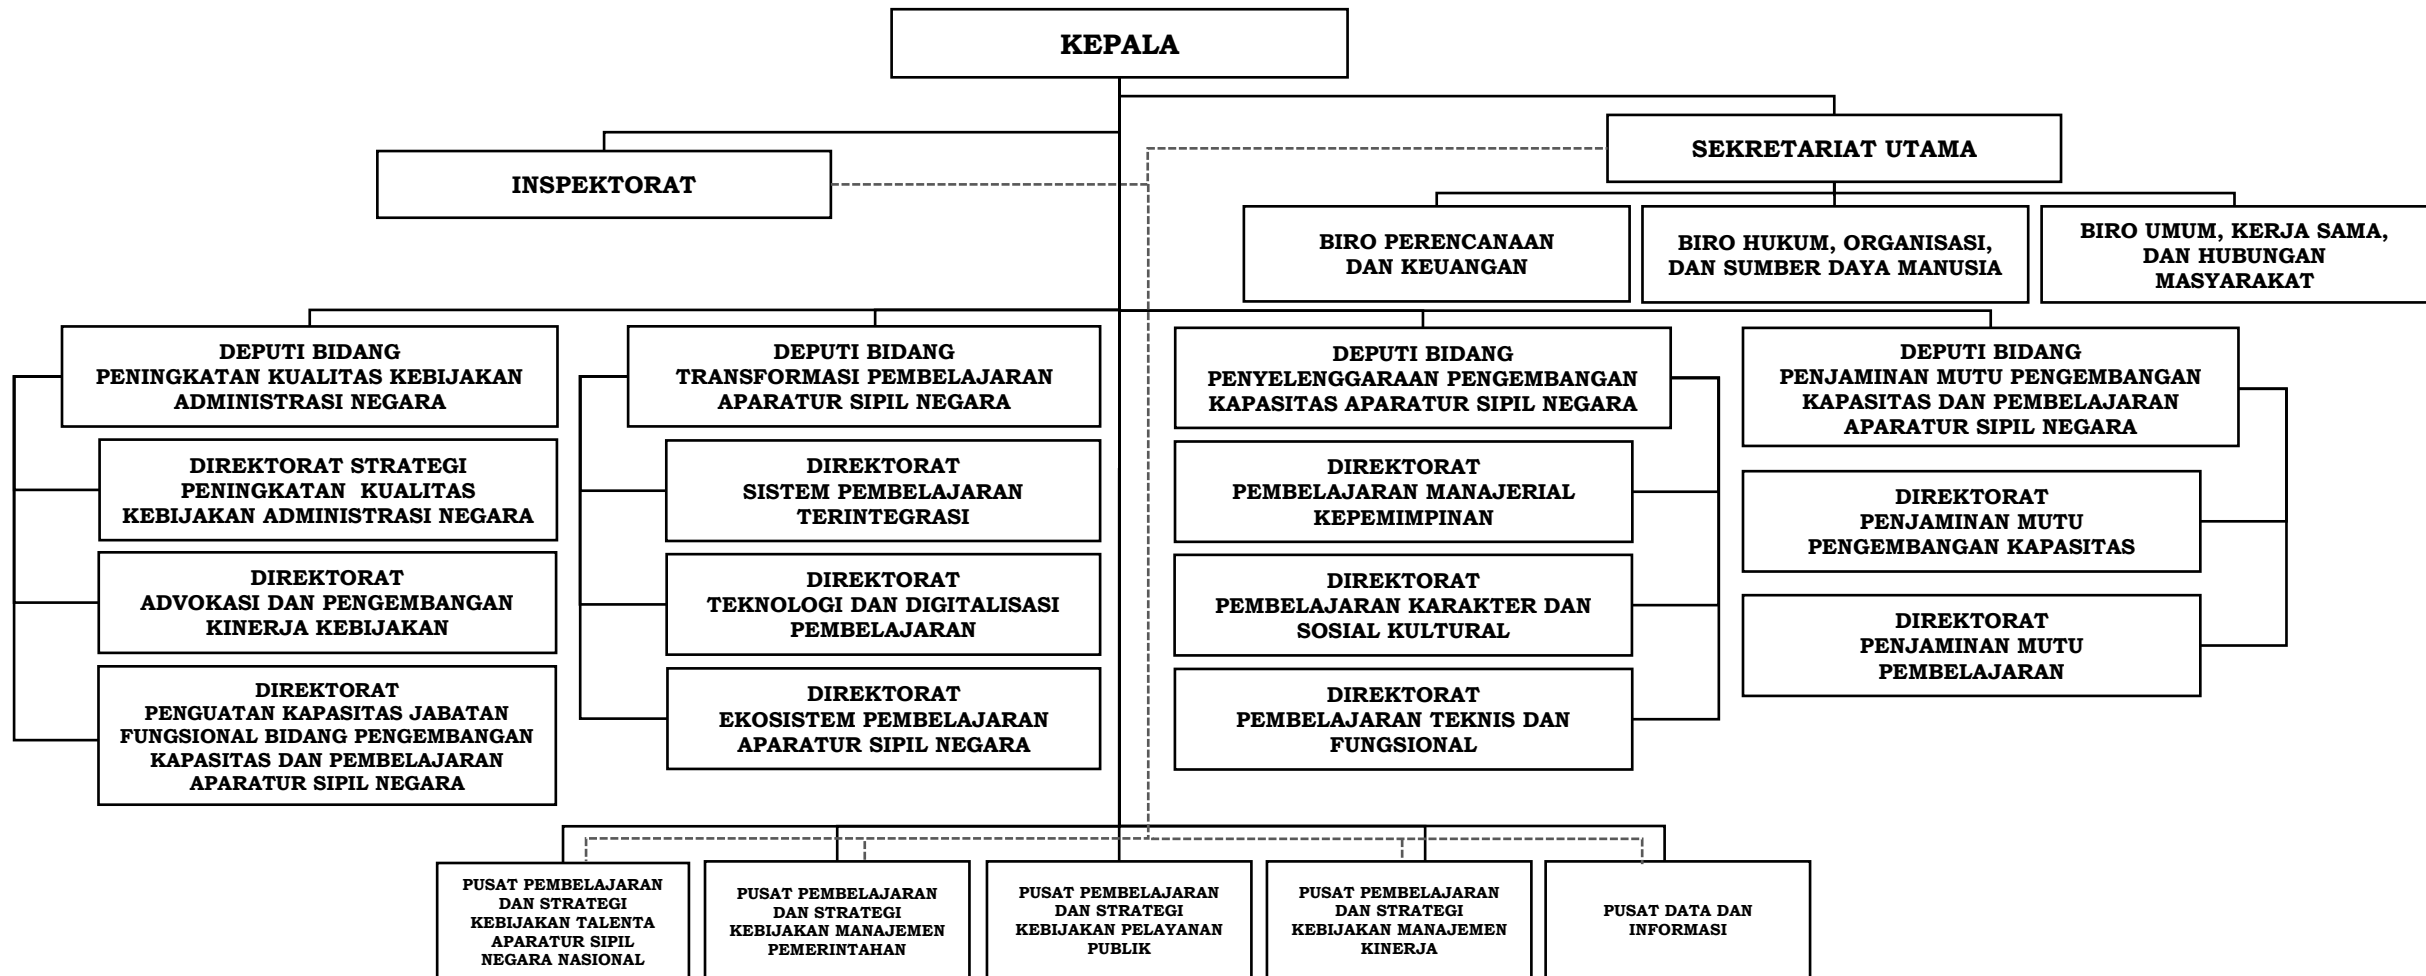 KEPALA
SEKRETARIAT UTAMA
INSPEKTORAT
BIRO PERENCANAAN
DAN KEUANGAN
BIRO HUKUM, ORGANISASI,
DAN SUMBER DAYA MANUSIA
BIRO UMUM, KERJA SAMA,
DAN HUBUNGAN
MASYARAKAT
DEPUTI BIDANG
PENINGKATAN KUALITAS KEBIJAKAN
ADMINISTRASI NEGARA
DIREKTORAT STRATEGI
PENINGKATAN KUALITAS
KEBIJAKAN ADMINISTRASI NEGARA
DIREKTORAT
ADVOKASI DAN PENGEMBANGAN
KINERJA KEBIJAKAN
DIREKTORAT
PENGUATAN KAPASITAS JABATAN
FUNGSIONAL BIDANG PENGEMBANGAN
KAPASITAS DAN PEMBELAJARAN
APARATUR SIPIL NEGARA
DEPUTI BIDANG
TRANSFORMASI PEMBELAJARAN
APARATUR SIPIL NEGARA
DIREKTORAT
SISTEM PEMBELAJARAN
TERINTEGRASI
DIREKTORAT
TEKNOLOGI DAN DIGITALISASI
PEMBELAJARAN
DIREKTORAT
EKOSISTEM PEMBELAJARAN
APARATUR SIPIL NEGARA
DEPUTI BIDANG
PENYELENGGARAAN PENGEMBANGAN
KAPASITAS APARATUR SIPIL NEGARA
DIREKTORAT
PEMBELAJARAN MANAJERIAL
KEPEMIMPINAN
DIREKTORAT
PEMBELAJARAN KARAKTER DAN
SOSIAL KULTURAL
DIREKTORAT
PEMBELAJARAN TEKNIS DAN
FUNGSIONAL
DEPUTI BIDANG
PENJAMINAN MUTU PENGEMBANGAN
KAPASITAS DAN PEMBELAJARAN
APARATUR SIPIL NEGARA
DIREKTORAT
PENJAMINAN MUTU
PENGEMBANGAN KAPASITAS
DIREKTORAT
PENJAMINAN MUTU
PEMBELAJARAN
PUSAT PEMBELAJARAN
DAN STRATEGI
KEBIJAKAN TALENTA
APARATUR SIPIL
NEGARA NASIONAL
PUSAT PEMBELAJARAN
DAN STRATEGI
KEBIJAKAN MANAJEMEN
PEMERINTAHAN
PUSAT PEMBELAJARAN
DAN STRATEGI
KEBIJAKAN PELAYANAN
PUBLIK
PUSAT PEMBELAJARAN
DAN STRATEGI
KEBIJAKAN MANAJEMEN
KINERJA
PUSAT DATA DAN
INFORMASI